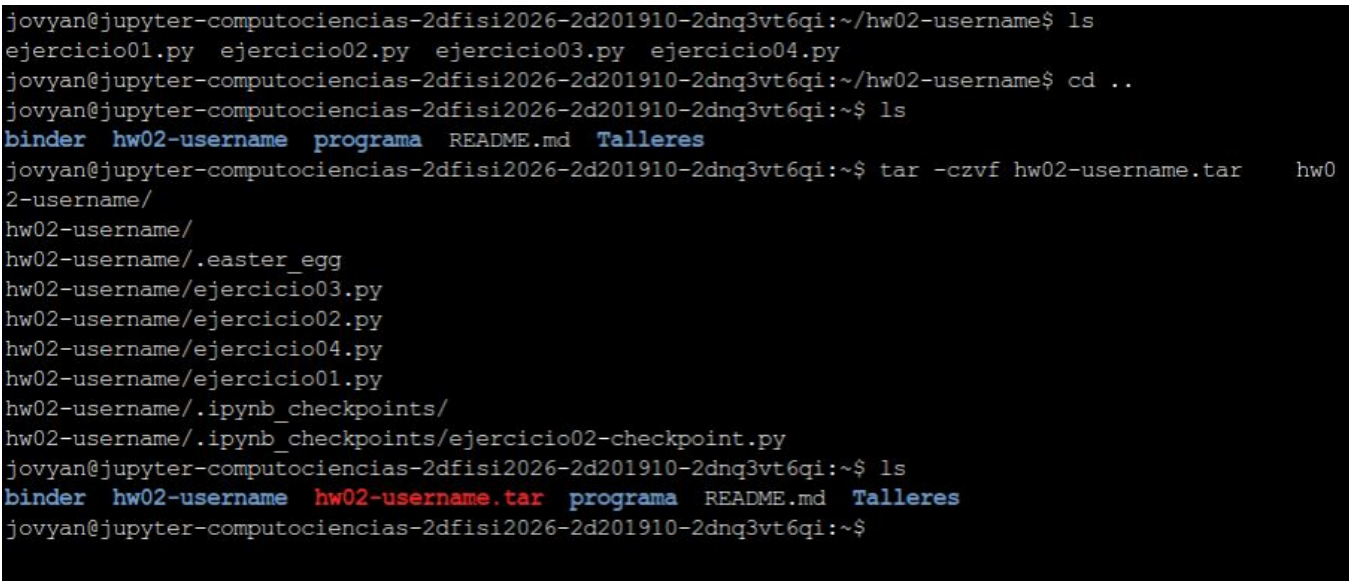 jovyan@jupyter-computociencias-2dfisi2026-2d201910-2dnq3vt6qi:~/hw02-username$ ls
ejercicio01.py  ejercicio02.py  ejercicio03.py  ejercicio04.py
jovyan@jupyter-computociencias-2dfisi2026-2d201910-2dnq3vt6qi:~/hw02-username$ cd ..
jovyan@jupyter-computociencias-2dfisi2026-2d201910-2dnq3vt6qi:~$ ls
binder  hw02-username  programa  README.md  Talleres
jovyan@jupyter-computociencias-2dfisi2026-2d201910-2dnq3vt6qi:~$ tar -czvf hw02-username.tar    hw0
2-username/
hw02-username/
hw02-username/.easter_egg
hw02-username/ejercicio03.py
hw02-username/ejercicio02.py
hw02-username/ejercicio04.py
hw02-username/ejercicio01.py
hw02-username/.ipynb_checkpoints/
hw02-username/.ipynb_checkpoints/ejercicio02-checkpoint.py
jovyan@jupyter-computociencias-2dfisi2026-2d201910-2dnq3vt6qi:~$ ls
binder  hw02-username  hw02-username.tar  programa  README.md  Talleres
jovyan@jupyter-computociencias-2dfisi2026-2d201910-2dnq3vt6qi:~$